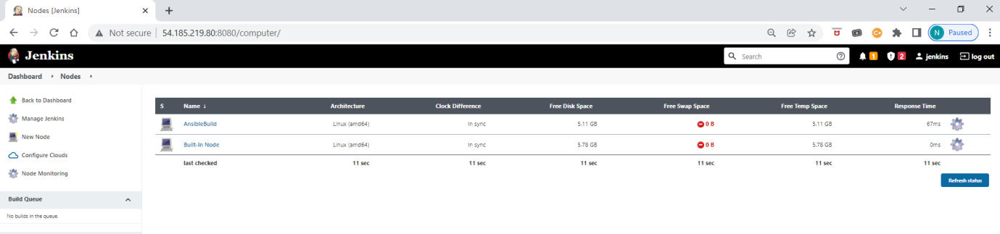 Nodes [Jenkins]
Not secure | 54.185.219.80:8080/computer/
N Paused
Jenkins
Search
1 2 jenkins log out
Dashboard Nodes
Back to Dashboard
Manage Jenkins
New Node
Configure Clouds
Node Monitoring
Build Queue
No builds in the queue.
S Name ↓ Architecture Clock Difference Free Disk Space Free Swap Space Free Temp Space Response Time
AnsibleBuild Linux (amd64) In sync 5.11 GB 0 B 5.11 GB 67ms
Built-In Node Linux (amd64) In sync 5.78 GB 0 B 5.78 GB 0ms
last checked 11 sec 11 sec 11 sec 11 sec 11 sec 11 sec
Refresh status